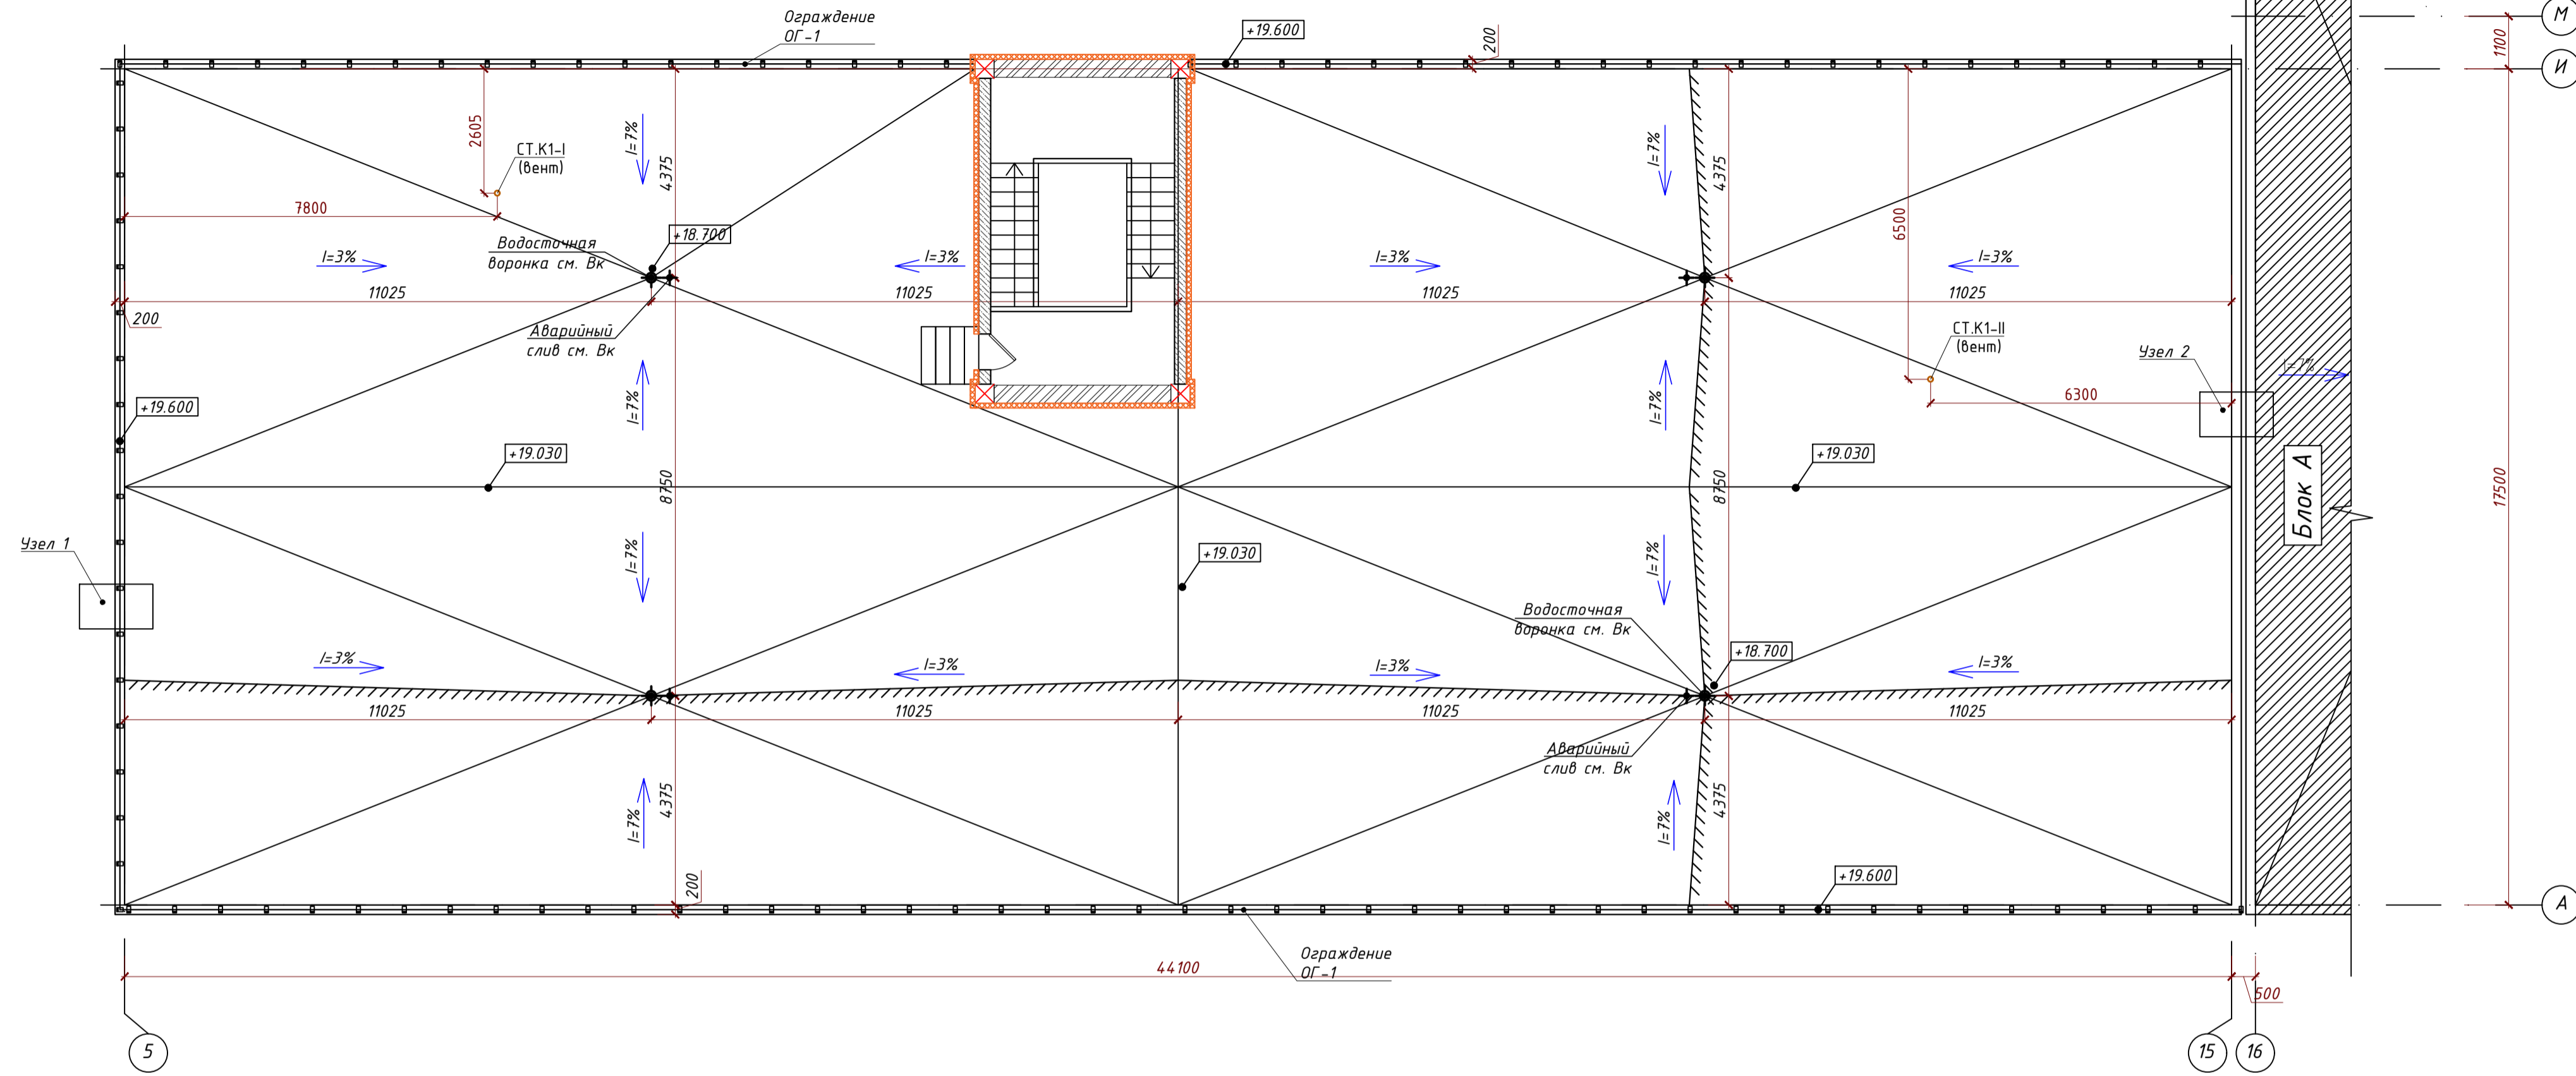 Ограждение
ОГ-1
+19.600
200
М
1100
И
2605
СТ.К1-I
(вент)
I=7%
4375
I=7%
4375
7800
6500
+18.700
Водосточная
воронка см. Вк
I=3%
I=3%
I=3%
I=3%
11025
11025
11025
11025
200
Аварийный
слив см. Вк
СТ.К1-II
(вент)
Узел 2
I=7%
6300
+19.600
I=7%
I=7%
+19.030
+19.030
8750
8750
Блок А
17500
Узел 1
I=7%
I=7%
+19.030
Водосточная
воронка см. Вк
+18.700
I=3%
I=3%
I=3%
I=3%
11025
11025
11025
11025
Аварийный
слив см. Вк
I=7%
4375
I=7%
4375
200
+19.600
А
Ограждение
ОГ-1
44100
500
5
15
16